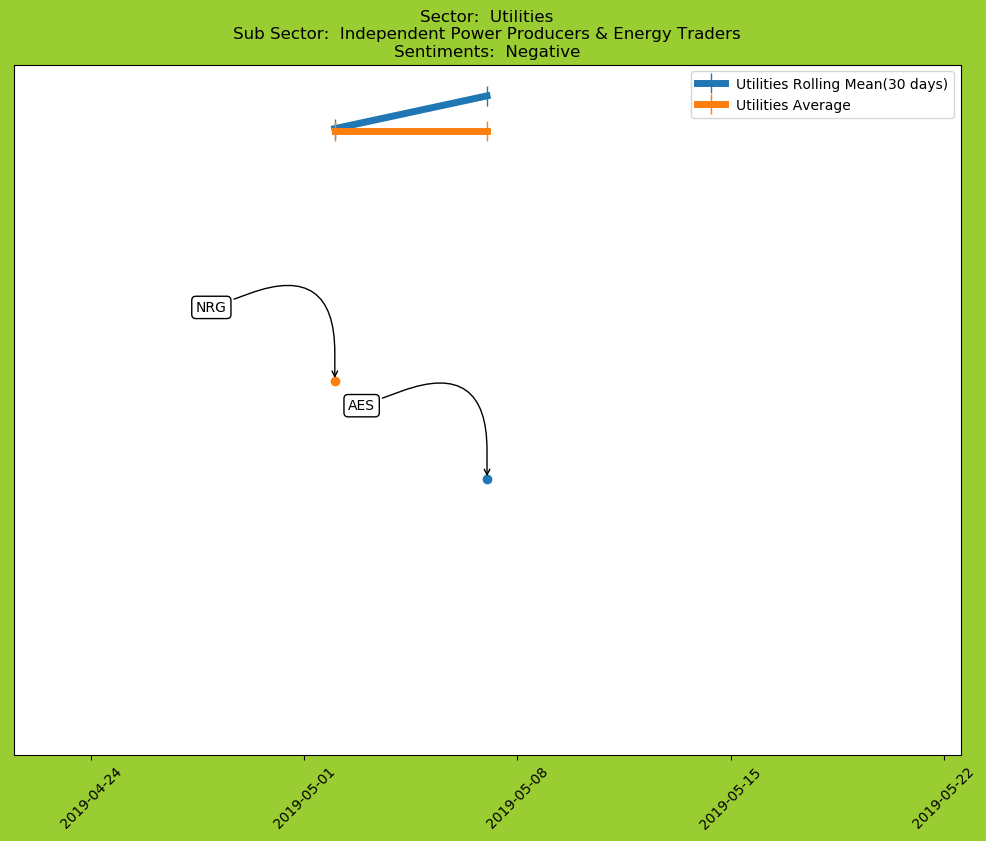 Sector:  Utilities
Sub Sector:  Independent Power Producers & Energy Traders
Sentiments:  Negative
Utilities Rolling Mean(30 days)
Utilities Average
NRG
AES
2019-04-24
2019-05-01
2019-05-08
2019-05-15
2019-05-22